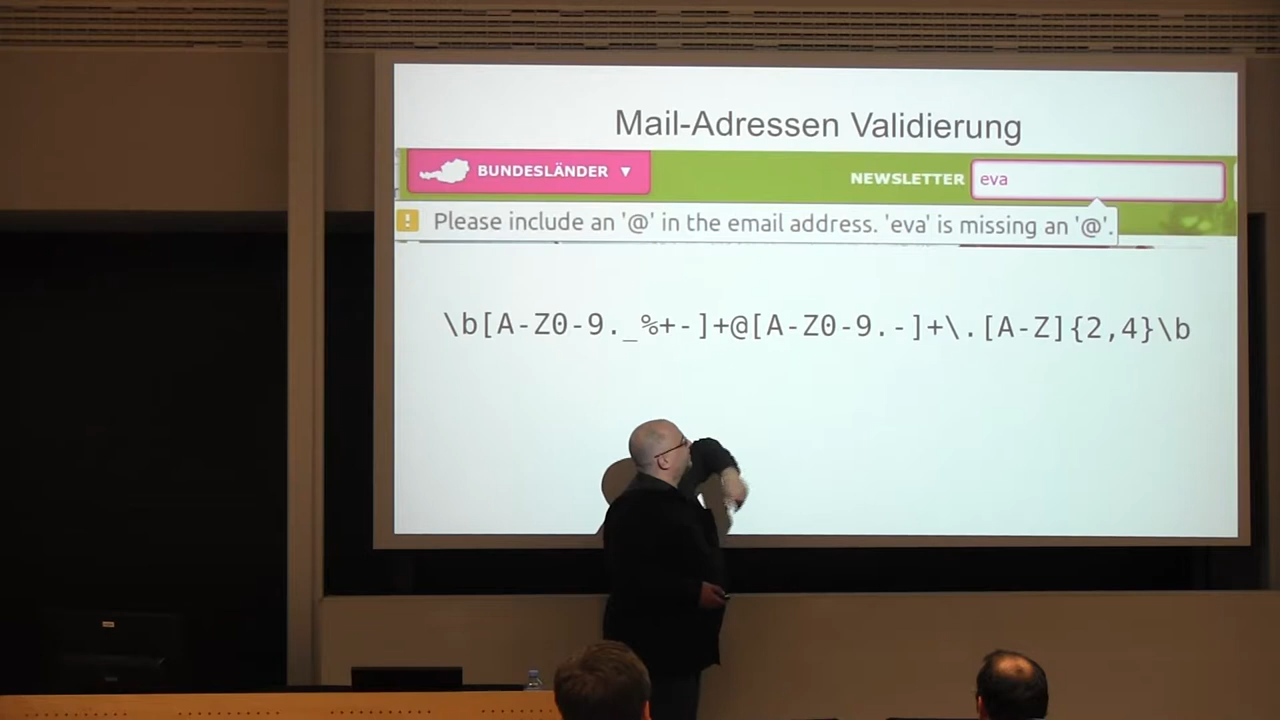 Mail-Adressen Validierung
BUNDESLÄNDER ▼ NEWSLETTER eva
Please include an '@' in the email address. 'eva' is missing an '@'.
\b[A-Z0-9._%+-]+@[A-Z0-9.-]+\.[A-Z]{2,4}\b